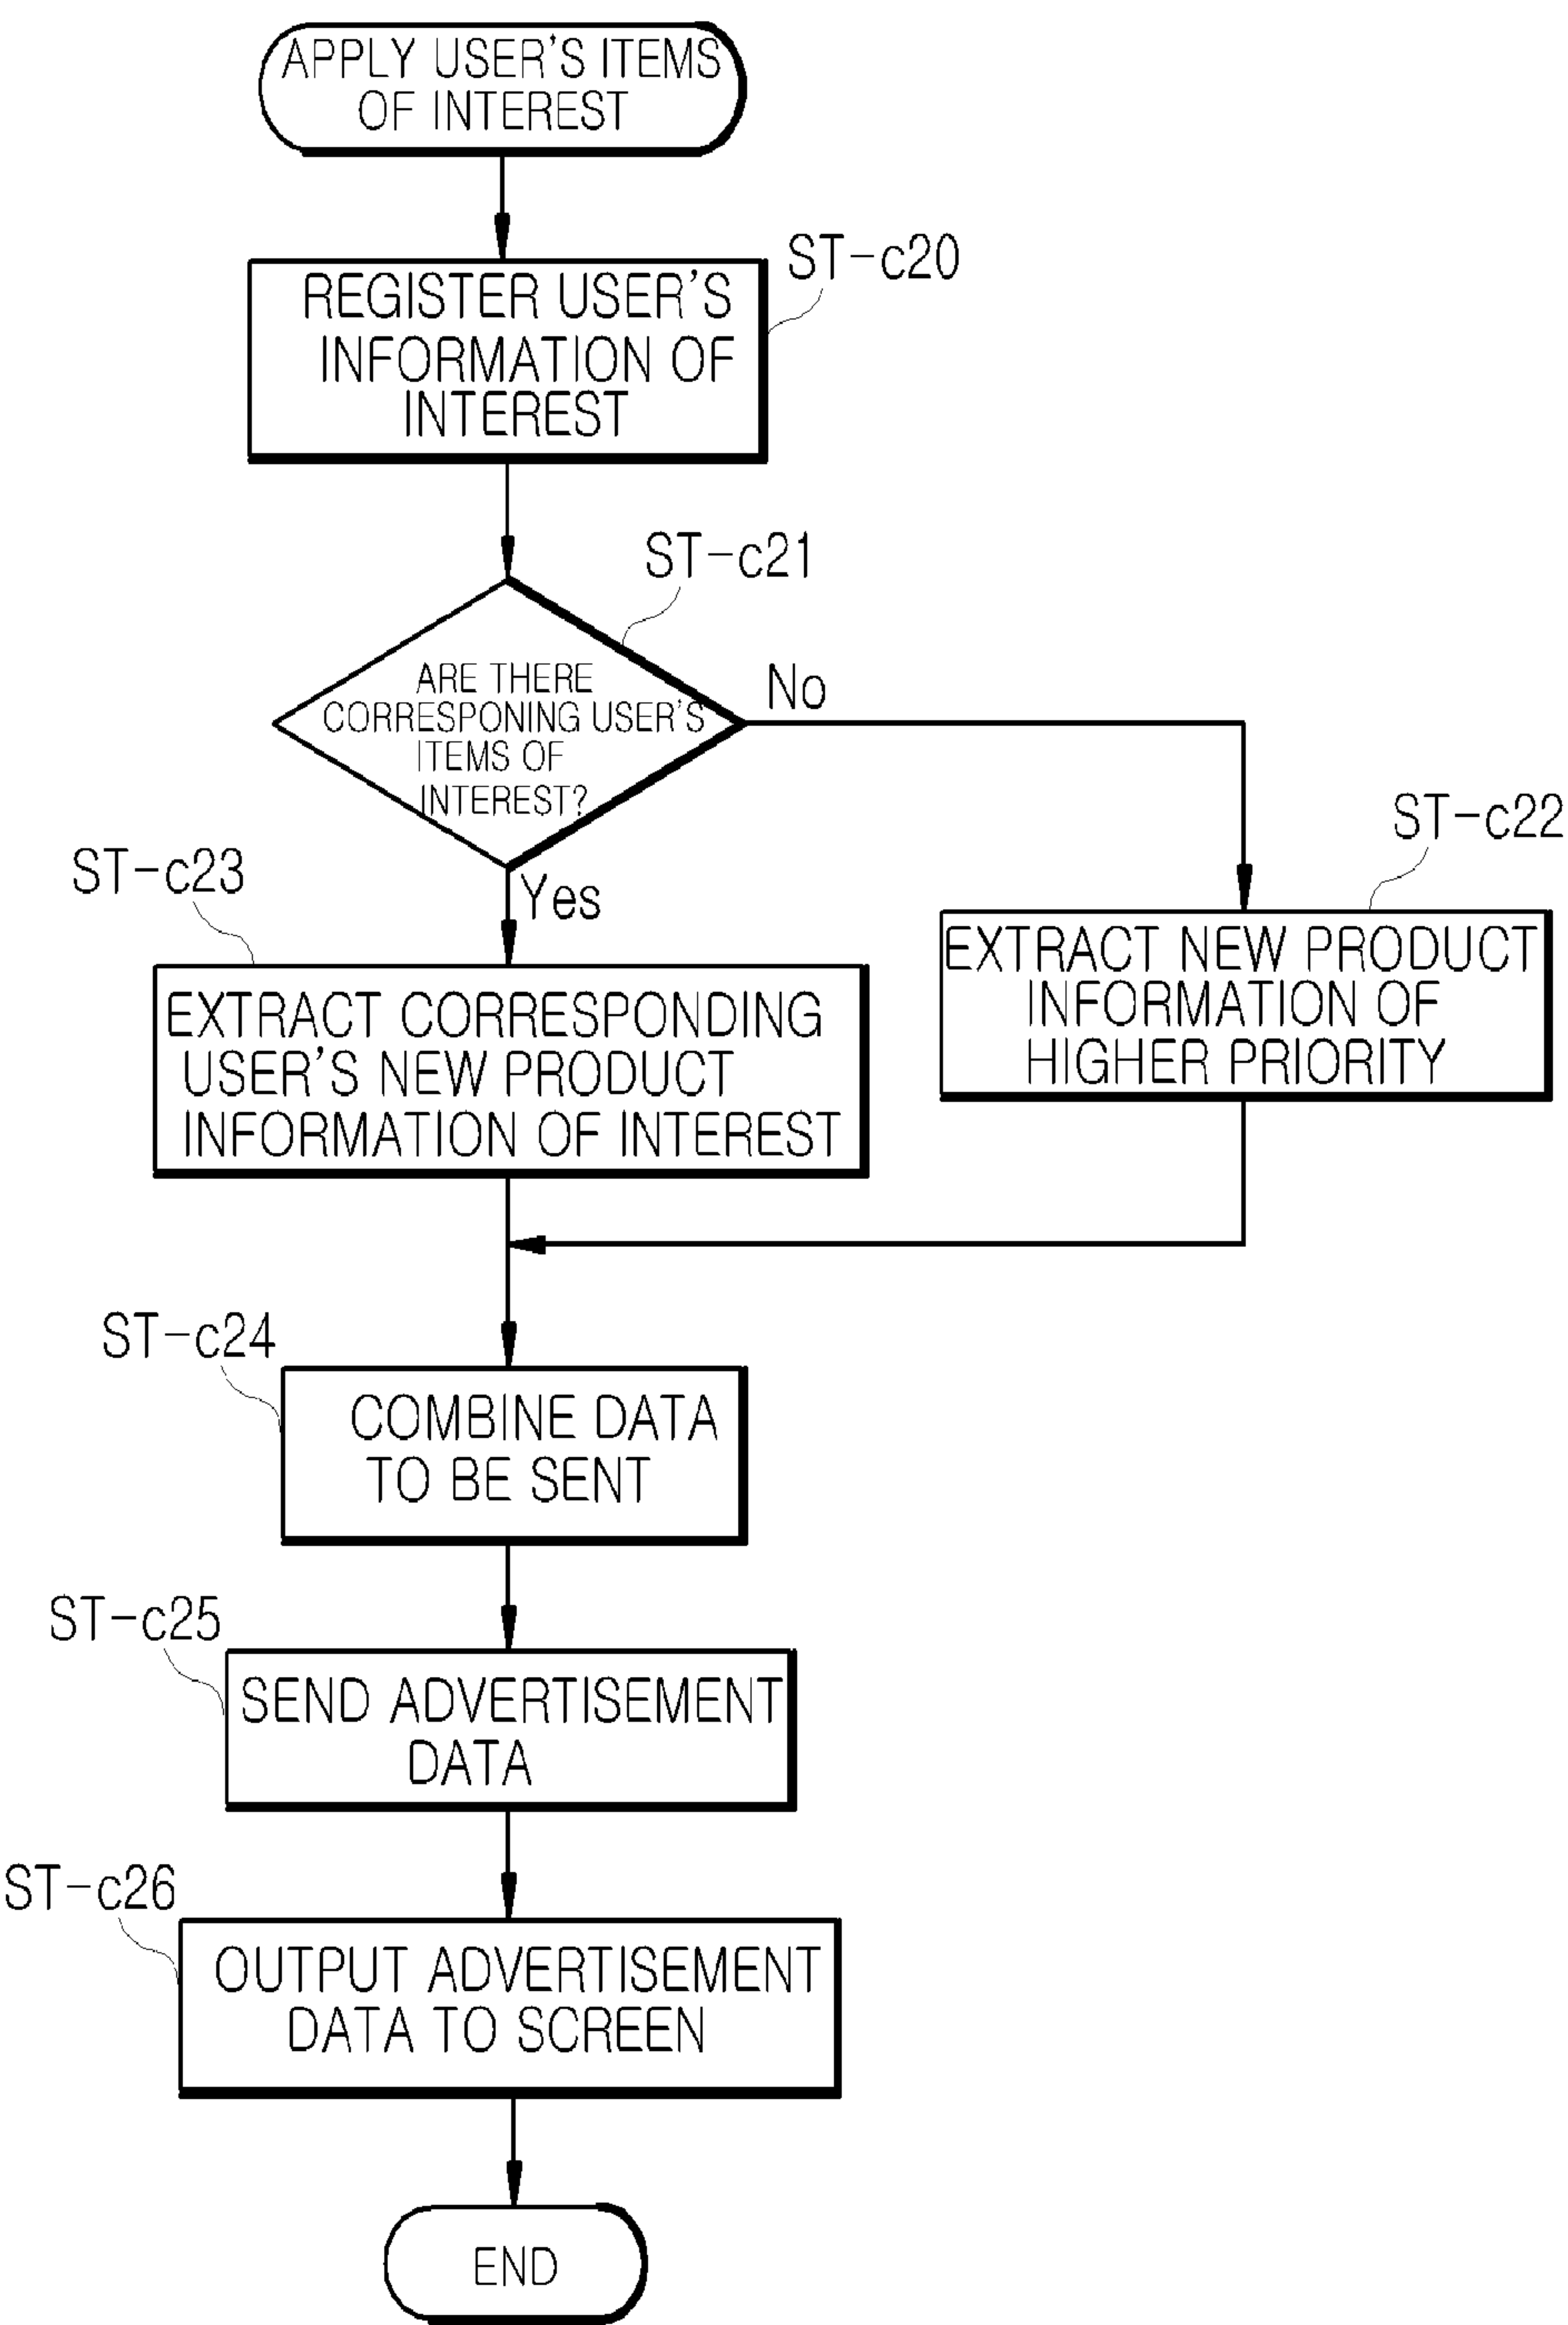 APPLY USER'S ITEMS
OF INTEREST
ST-c20
REGISTER USER'S
INFORMATION OF
INTEREST
ST-c21
ARE THERE
CORRESPONING USER'S
ITEMS OF
INTEREST?
No
Yes
ST-c22
EXTRACT NEW PRODUCT
INFORMATION OF
HIGHER PRIORITY
ST-c23
EXTRACT CORRESPONDING
USER'S NEW PRODUCT
INFORMATION OF INTEREST
ST-c24
COMBINE DATA
TO BE SENT
ST-c25
SEND ADVERTISEMENT
DATA
ST-c26
OUTPUT ADVERTISEMENT
DATA TO SCREEN
END